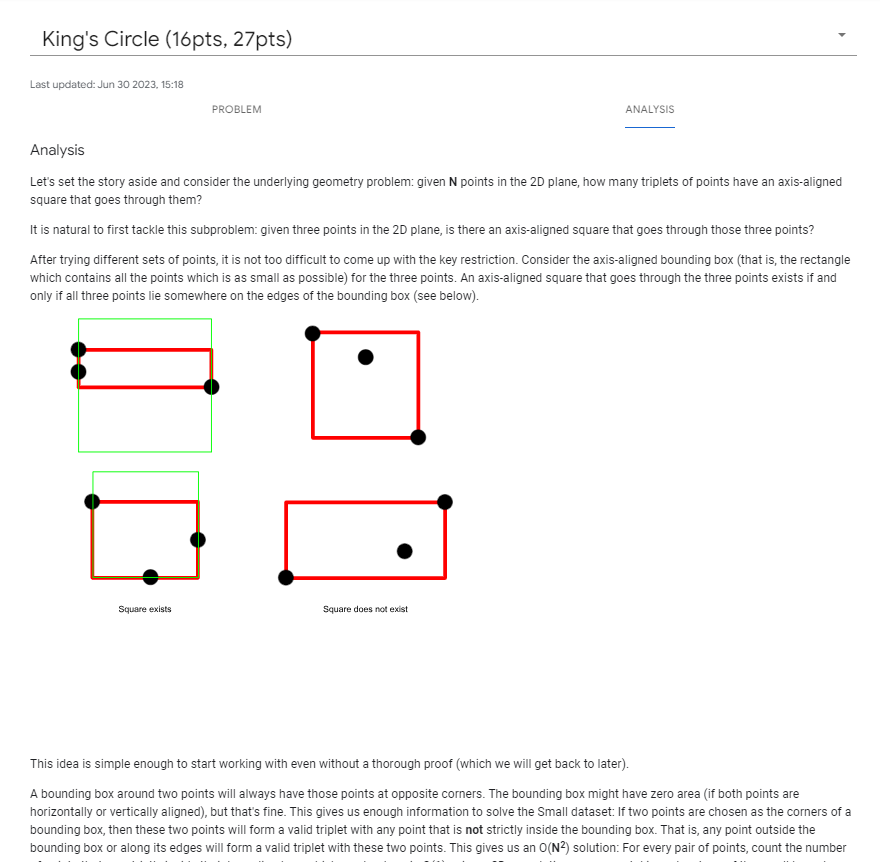 King's Circle (16pts, 27pts)
Last updated: Jun 30 2023, 15:18
PROBLEM
ANALYSIS
Analysis
Let's set the story aside and consider the underlying geometry problem: given N points in the 2D plane, how many triplets of points have an axis-aligned
square that goes through them?
It is natural to first tackle this subproblem: given three points in the 2D plane, is there an axis-aligned square that goes through those three points?
After trying different sets of points, it is not too difficult to come up with the key restriction. Consider the axis-aligned bounding box (that is, the rectangle
which contains all the points which is as small as possible) for the three points. An axis-aligned square that goes through the three points exists if and
only if all three points lie somewhere on the edges of the bounding box (see below).
Square exists
Square does not exist
This idea is simple enough to start working with even without a thorough proof (which we will get back to later).
A bounding box around two points will always have those points at opposite corners. The bounding box might have zero area (if both points are
horizontally or vertically aligned), but that's fine. This gives us enough information to solve the Small dataset: If two points are chosen as the corners of a
bounding box, then these two points will form a valid triplet with any point that is not strictly inside the bounding box. That is, any point outside the
bounding box or along its edges will form a valid triplet with these two points. This gives us an O(N²) solution: For every pair of points, count the number